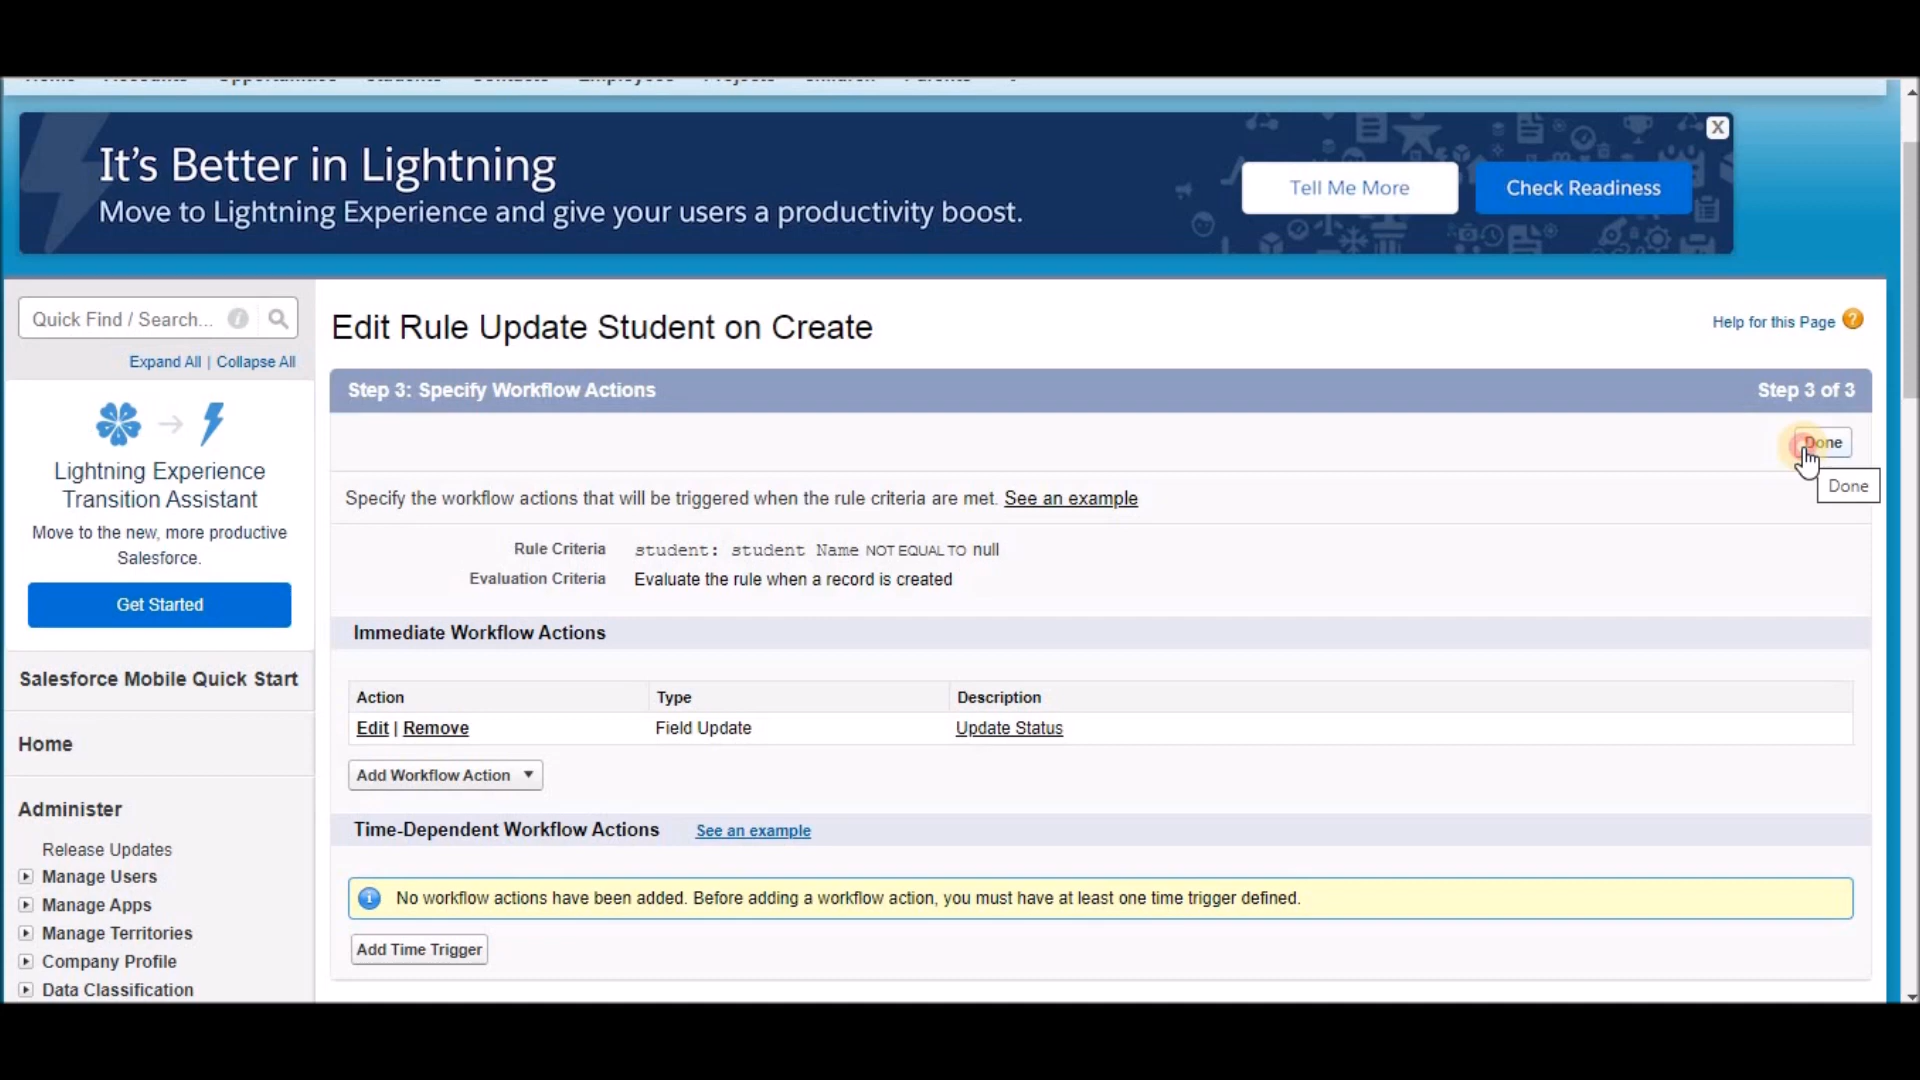 It's Better in Lightning
Move to Lightning Experience and give your users a productivity boost.
Tell Me More
Check Readiness
X
Quick Find / Search...
Expand All | Collapse All
Lightning Experience
Transition Assistant
Move to the new, more productive
Salesforce.
Get Started
Salesforce Mobile Quick Start
Home
Administer
Release Updates
Manage Users
Manage Apps
Manage Territories
Company Profile
Data Classification
Edit Rule Update Student on Create
Help for this Page ?
Step 3: Specify Workflow Actions
Step 3 of 3
Done
Done
Specify the workflow actions that will be triggered when the rule criteria are met. See an example
Rule Criteria student: student Name NOT EQUAL TO null
Evaluation Criteria Evaluate the rule when a record is created
Immediate Workflow Actions
Action Type Description
Edit | Remove Field Update Update Status
Add Workflow Action
Time-Dependent Workflow Actions See an example
No workflow actions have been added. Before adding a workflow action, you must have at least one time trigger defined.
Add Time Trigger